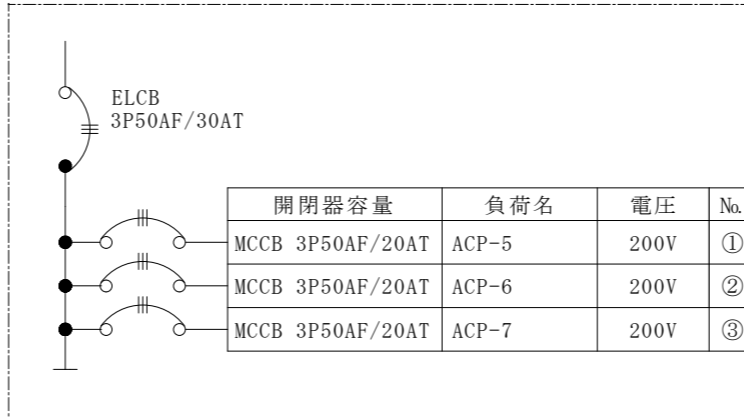 ELCB
3P50AF/30AT
開閉器容量 負荷名 電圧 №
MCCB 3P50AF/20AT ACP-5 200V ①
MCCB 3P50AF/20AT ACP-6 200V ②
MCCB 3P50AF/20AT ACP-7 200V ③